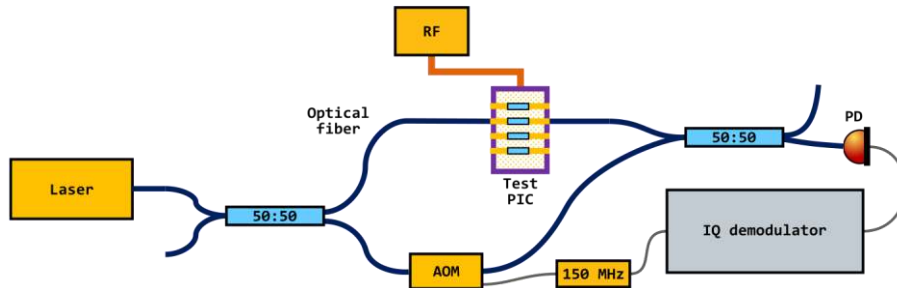 RF
Optical
fiber
PD
50:50
Test
PIC
Laser
50:50
IQ demodulator
AOM
150 MHz